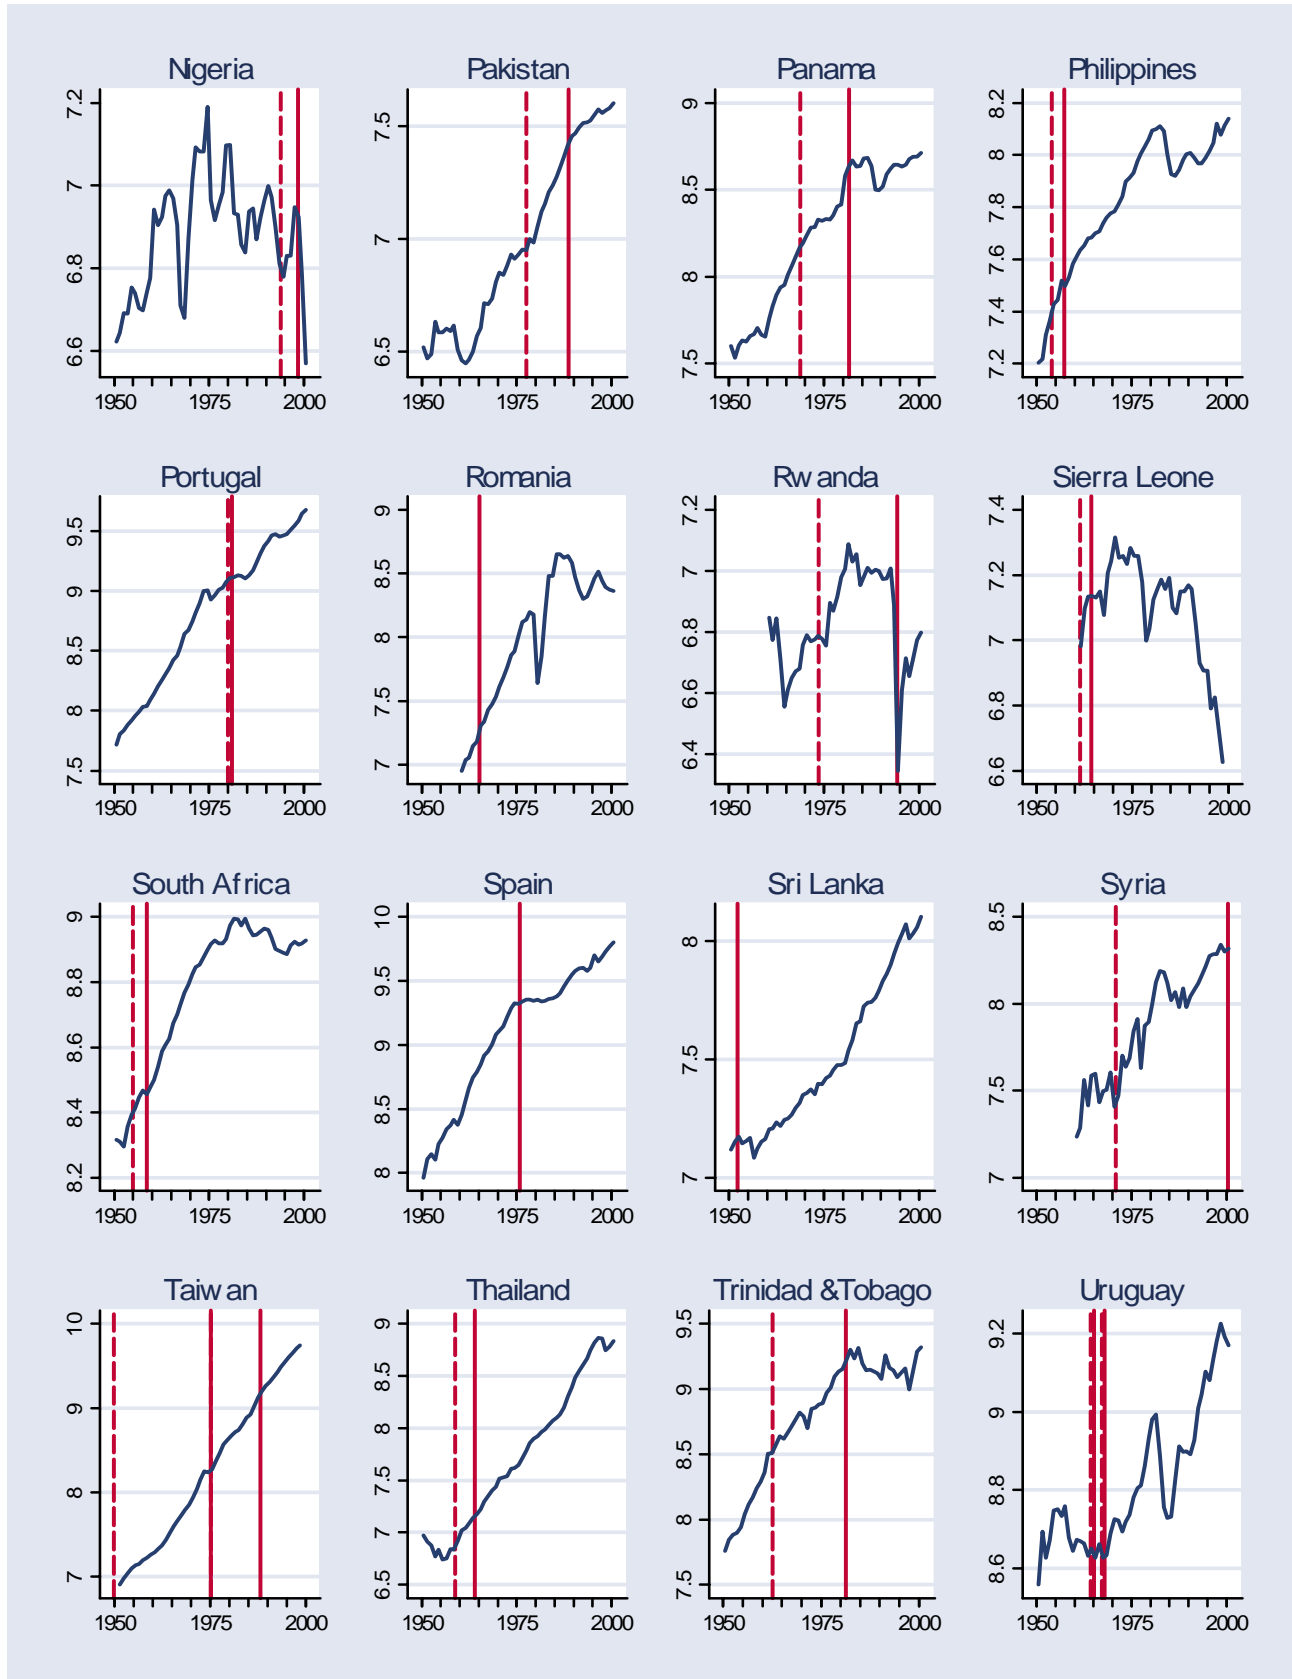 Nigeria
7.2
7
6.8
6.6
1950 1975 2000
Pakistan
7.5
7
6.5
1950 1975 2000
Panama
9
8.5
8
7.5
1950 1975 2000
Philippines
8.2
8
7.8
7.6
7.4
7.2
1950 1975 2000
Portugal
9.5
9
8.5
8
7.5
1950 1975 2000
Romania
9
8.5
8
7.5
7
1950 1975 2000
Rwanda
7.2
7
6.8
6.6
6.4
1950 1975 2000
Sierra Leone
7.4
7.2
7
6.8
6.6
1950 1975 2000
South Africa
9
8.8
8.6
8.4
8.2
1950 1975 2000
Spain
10
9.5
9
8.5
8
1950 1975 2000
Sri Lanka
8
7.5
7
1950 1975 2000
Syria
8.5
8
7.5
7
1950 1975 2000
Taiwan
10
9
8
7
1950 1975 2000
Thailand
9
8.5
8
7.5
7
6.5
1950 1975 2000
Trinidad &Tobago
9.5
9
8.5
8
7.5
1950 1975 2000
Uruguay
9.2
9
8.8
8.6
1950 1975 2000